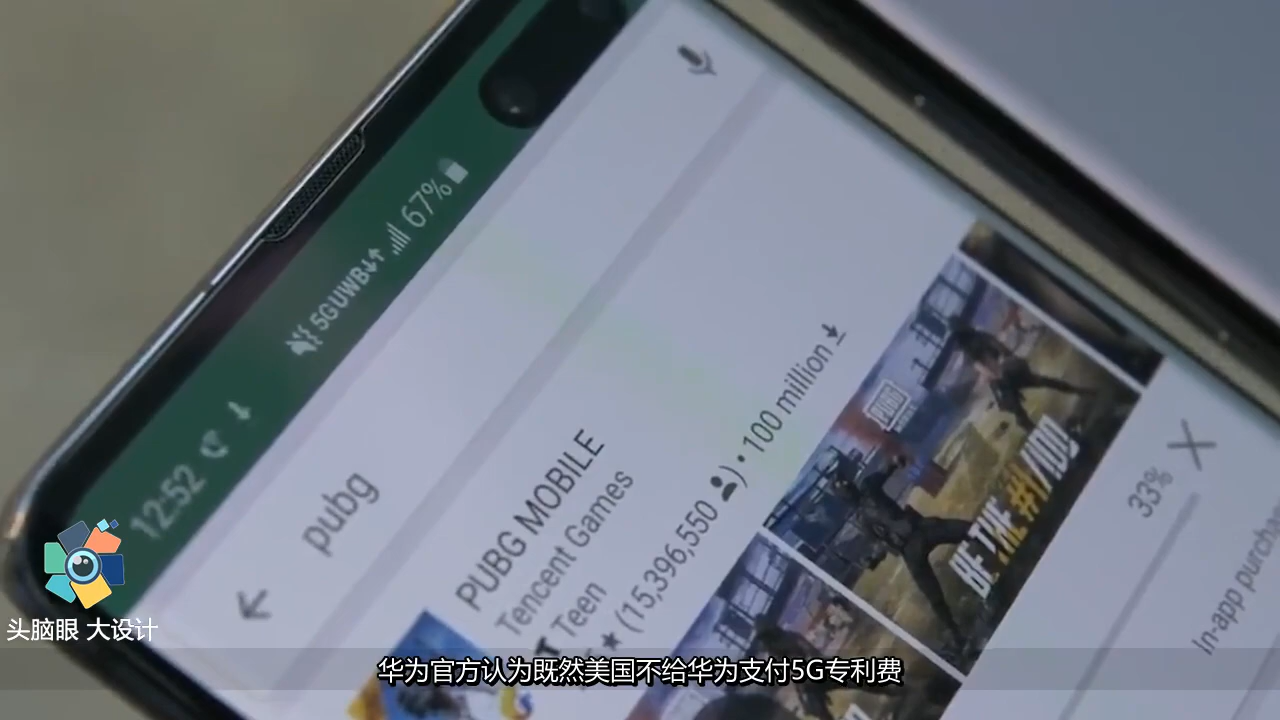 12:52
5GUWB
67%
pubg
PUBG MOBILE
Tencent Games
Teen
(15,396,550) • 100 million
PUBG
BE THE #1/100
33%
In-app purcha
头脑眼 大设计
华为官方认为既然美国不给华为支付5G专利费